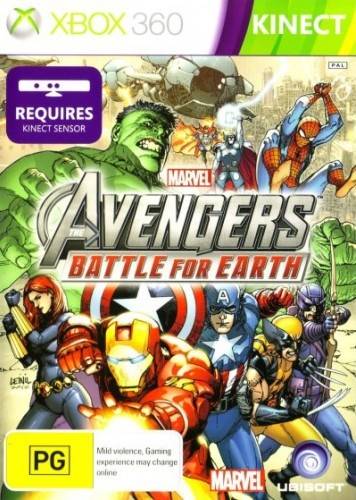 XBOX 360
KINECT
PAL
REQUIRES
KINECT SENSOR
MARVEL
THE
AVENGERS
BATTLE FOR EARTH
PG
Mild violence, Gaming
experience may change
online
MARVEL
UBISOFT